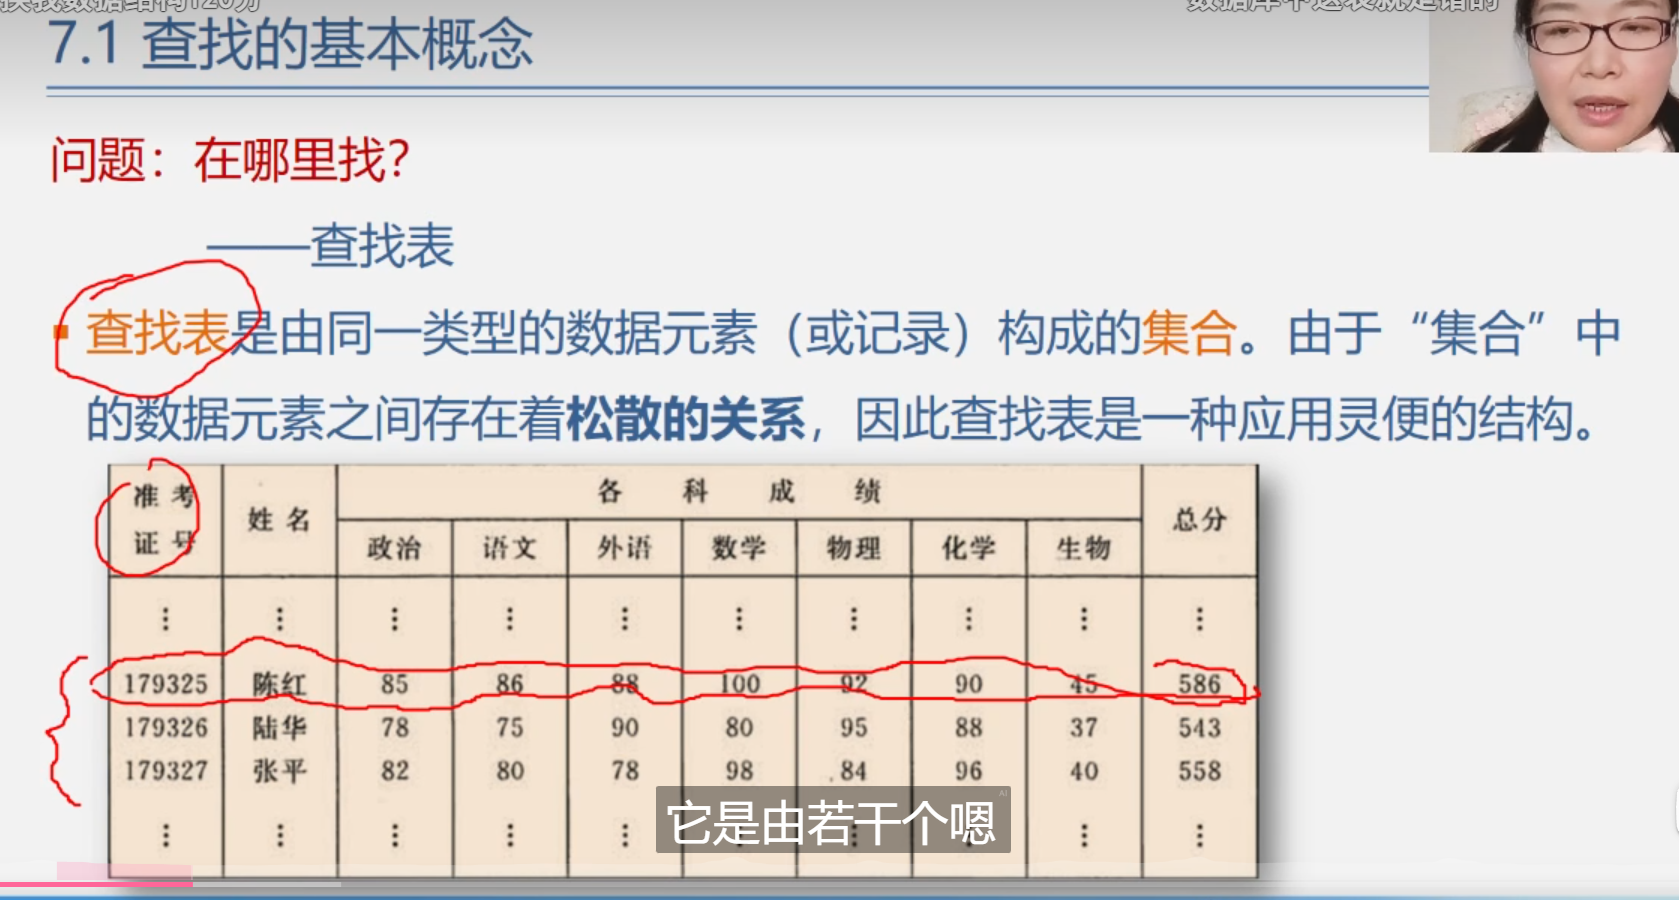 7.1 查找的基本概念
问题：在哪里找？
——查找表
▪ 查找表是由同一类型的数据元素（或记录）构成的集合。由于“集合”中
的数据元素之间存在着松散的关系，因此查找表是一种应用灵便的结构。
准考证号 姓名 各科成绩 总分
政治 语文 外语 数学 物理 化学 生物
⋮ ⋮ ⋮ ⋮ ⋮ ⋮ ⋮ ⋮ ⋮ ⋮
179325 陈红 85 86 88 100 92 90 45 586
179326 陆华 78 75 90 80 95 88 37 543
179327 张平 82 80 78 98 84 96 40 558
⋮ ⋮ ⋮ ⋮ ⋮ ⋮ ⋮ ⋮
它是由若干个嗯
AI